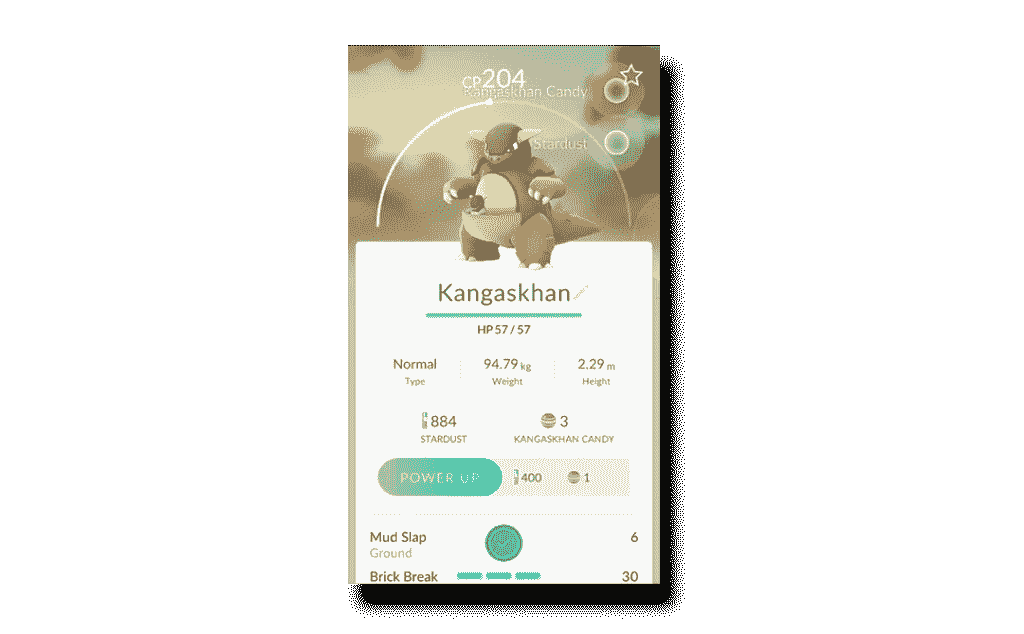 CP204
Kangaskhan Candy
Stardust
Kangaskhan
HP 57 / 57
Normal 94.79 kg 2.29 m
Type Weight Height
884 3
STARDUST KANGASKHAN CANDY
POWER UP 400 1
Mud Slap 6
Ground
Brick Break 30